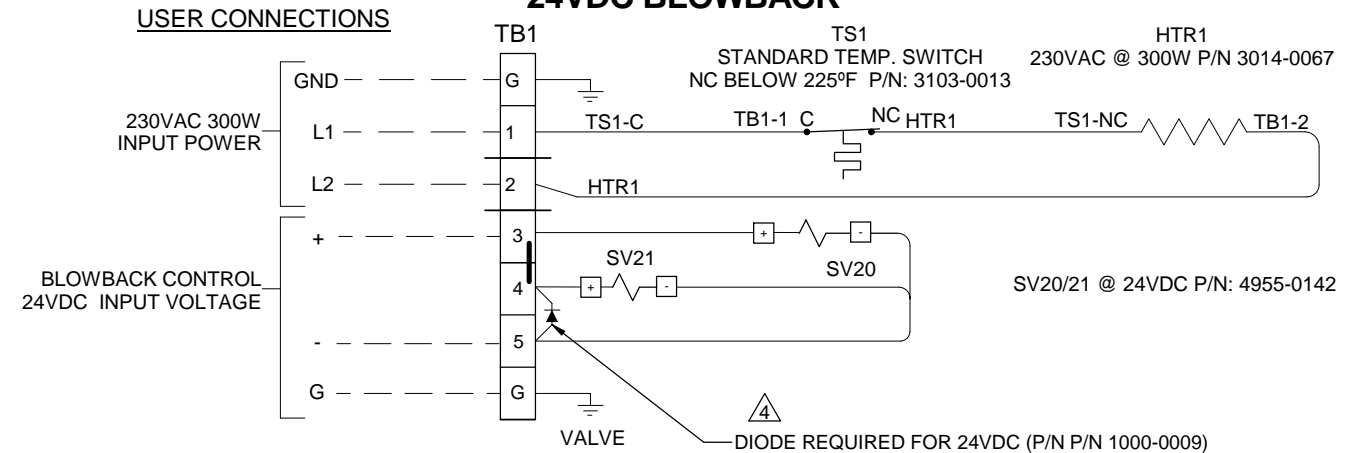 24VDC BLOWBACK
USER CONNECTIONS
TB1
TS1
STANDARD TEMP. SWITCH
NC BELOW 225ºF P/N: 3103-0013
HTR1
230VAC @ 300W P/N 3014-0067
GND
G
230VAC 300W
INPUT POWER
L1
1
TS1-C
TB1-1
C
NC
HTR1
TS1-NC
TB1-2
L2
2
HTR1
+
3
+
-
SV20
BLOWBACK CONTROL
24VDC INPUT VOLTAGE
4
SV21
+
-
SV20/21 @ 24VDC P/N: 4955-0142
-
5
G
G
VALVE
4
DIODE REQUIRED FOR 24VDC (P/N P/N 1000-0009)